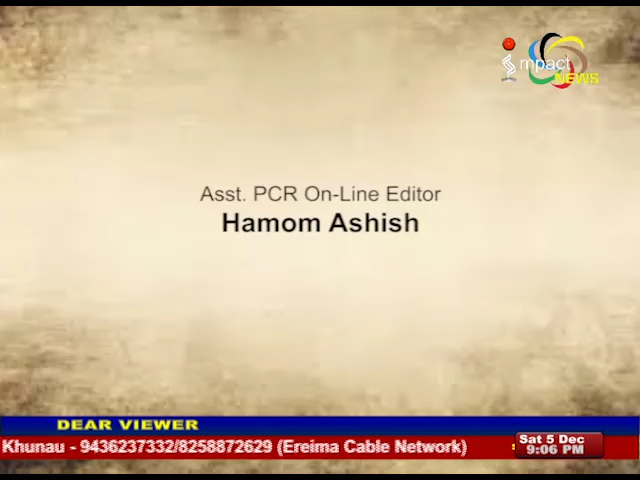 impact
NEWS
Asst. PCR On-Line Editor
Hamom Ashish
DEAR VIEWER
Khunau - 9436237332/8258872629 (Ereima Cable Network)
Sat 5 Dec
9:06 PM